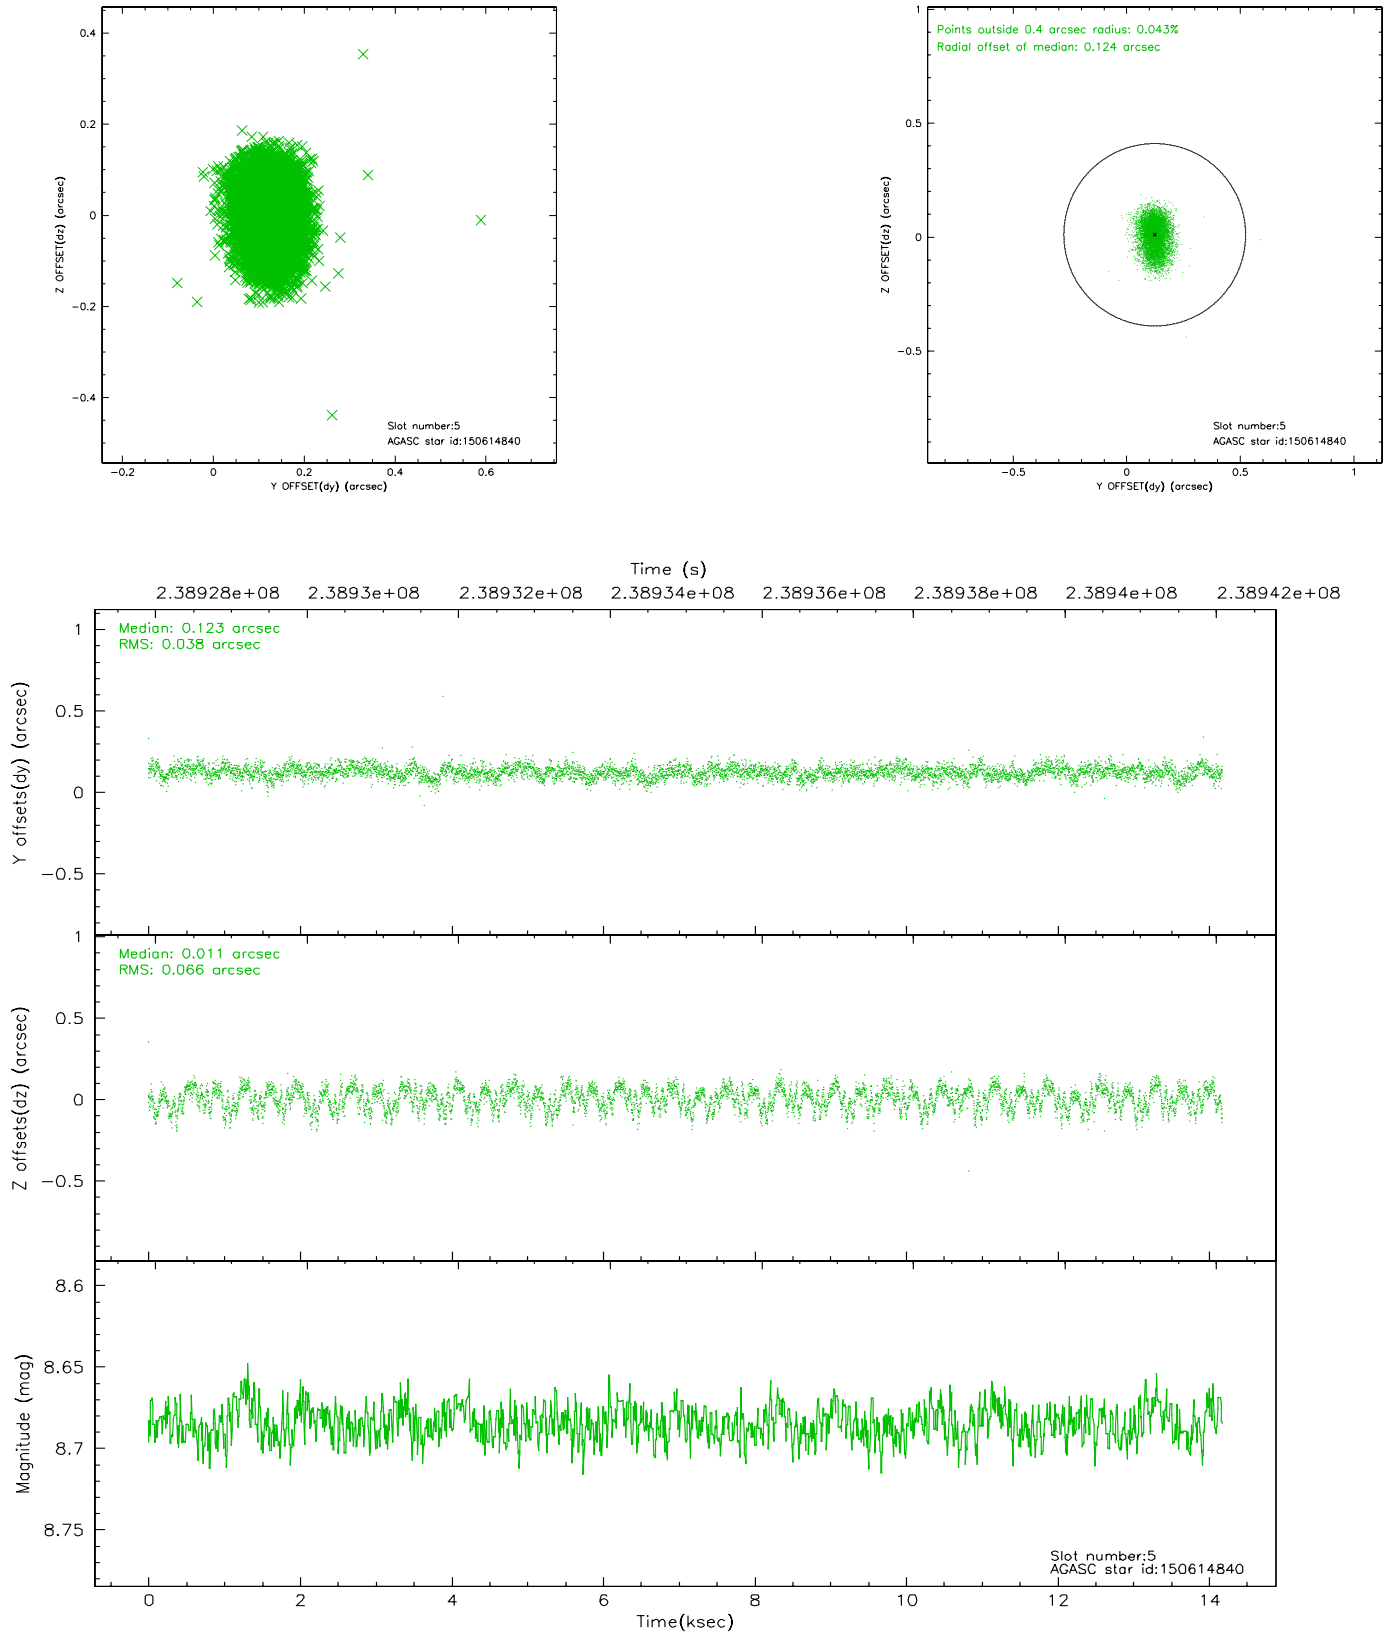 0.4
0.2
0
−0.2
−0.4
Z OFFSET(dz) (arcsec)
Slot number:5
AGASC star id:150614840
−0.2 0 0.2 0.4 0.6
Y OFFSET(dy) (arcsec)
Points outside 0.4 arcsec radius: 0.043%
Radial offset of median: 0.124 arcsec
1
0.5
0
−0.5
Z OFFSET(dz) (arcsec)
Slot number:5
AGASC star id:150614840
−0.5 0 0.5 1
Y OFFSET(dy) (arcsec)
Time (s)
2.38928e+08 2.3893e+08 2.38932e+08 2.38934e+08 2.38936e+08 2.38938e+08 2.3894e+08 2.38942e+08
Median: 0.123 arcsec
RMS: 0.038 arcsec
1
0.5
0
−0.5
Y offsets(dy) (arcsec)
Median: 0.011 arcsec
RMS: 0.066 arcsec
1
0.5
0
−0.5
Z offsets(dz) (arcsec)
8.6
8.65
8.7
8.75
Magnitude (mag)
Slot number:5
AGASC star id:150614840
0 2 4 6 8 10 12 14
Time(ksec)